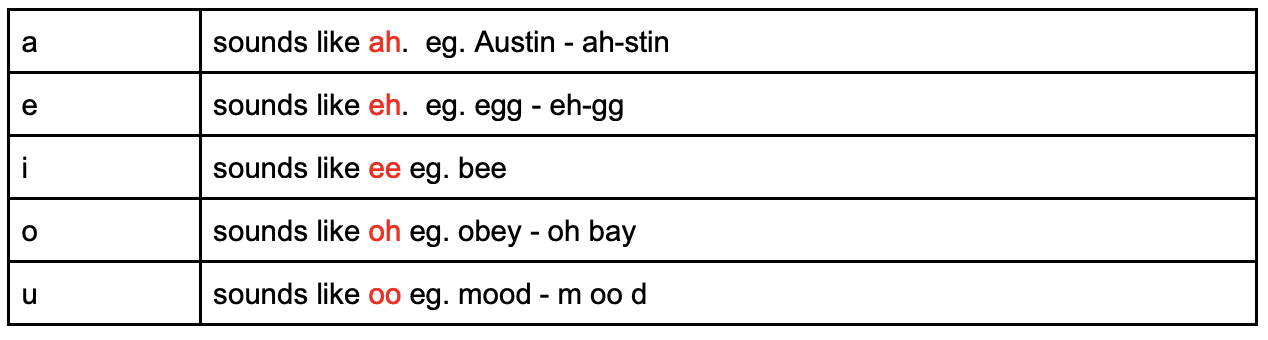 a sounds like ah.  eg. Austin - ah-stin
e sounds like eh.  eg. egg - eh-gg
i sounds like ee eg. bee
o sounds like oh eg. obey - oh bay
u sounds like oo eg. mood - m oo d